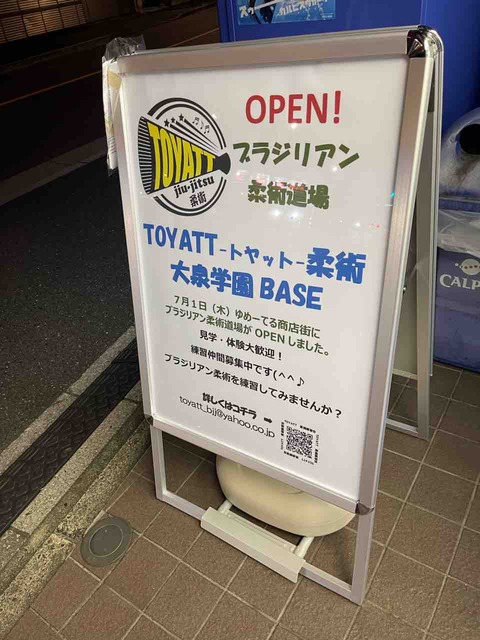 TOYATT
jiu-jitsu
柔術
OPEN!
ブラジリアン
柔術道場
TOYATT-トヤット-柔術
大泉学園 BASE
7月1日（木）ゆめーてる商店街に
ブラジリアン柔術道場が OPEN しました。
見学・体験大歓迎！
練習仲間募集中です(^^♪
ブラジリアン柔術を練習してみませんか？
詳しくはコチラ ➡
toyatt_bjj@yahoo.co.jp
CALP